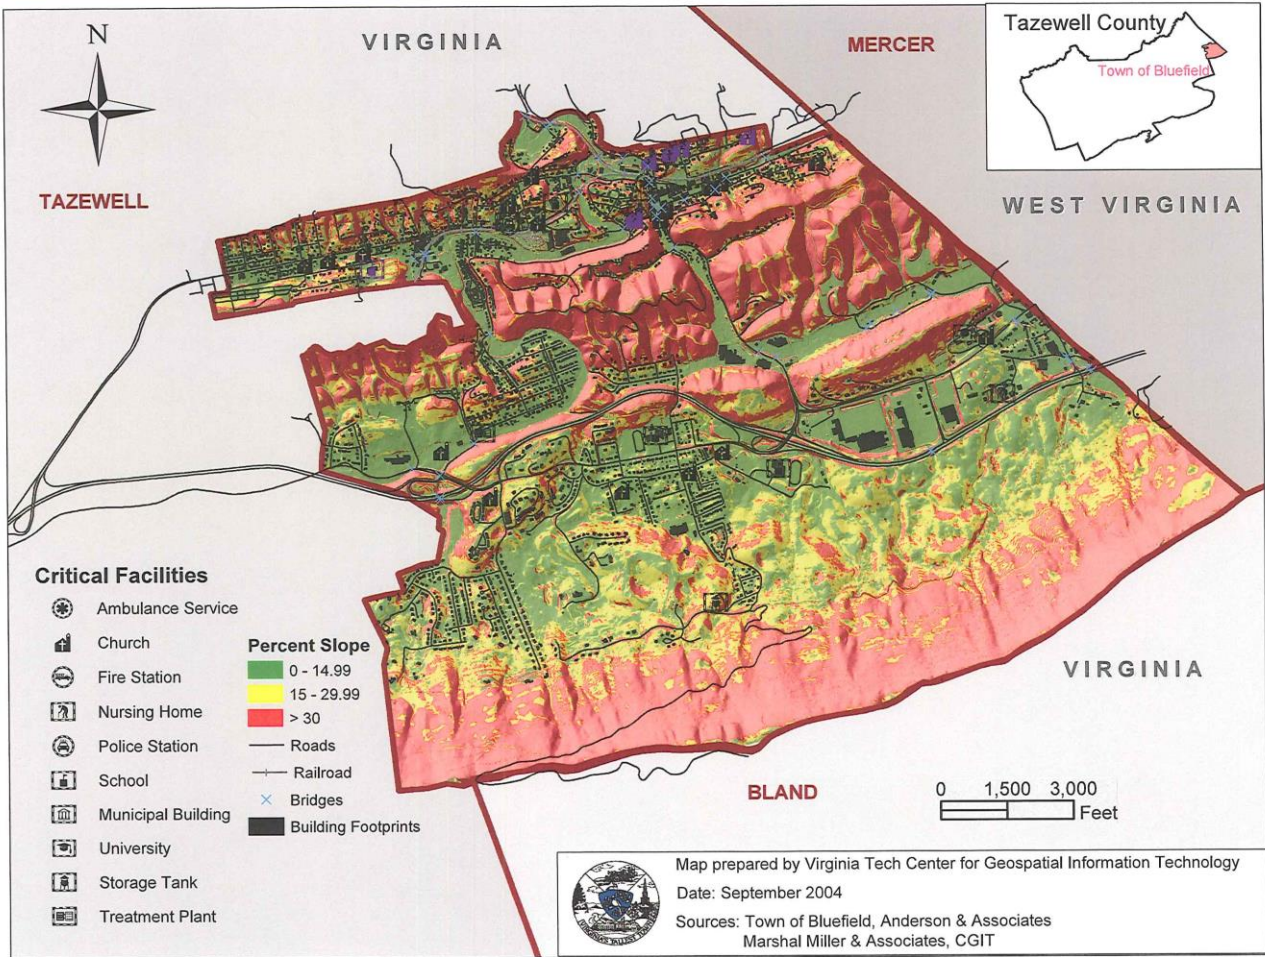 N
VIRGINIA
MERCER
Tazewell County
Town of Bluefield
TAZEWELL
WEST VIRGINIA
VIRGINIA
BLAND
Critical Facilities
Ambulance Service
Church
Fire Station
Nursing Home
Police Station
School
Municipal Building
University
Storage Tank
Treatment Plant
Percent Slope
0 - 14.99
15 - 29.99
> 30
Roads
Railroad
Bridges
Building Footprints
0 1,500 3,000
Feet
Map prepared by Virginia Tech Center for Geospatial Information Technology
Date: September 2004
Sources: Town of Bluefield, Anderson & Associates
Marshal Miller & Associates, CGIT
VIRGINIA'S TALLEST TOWN